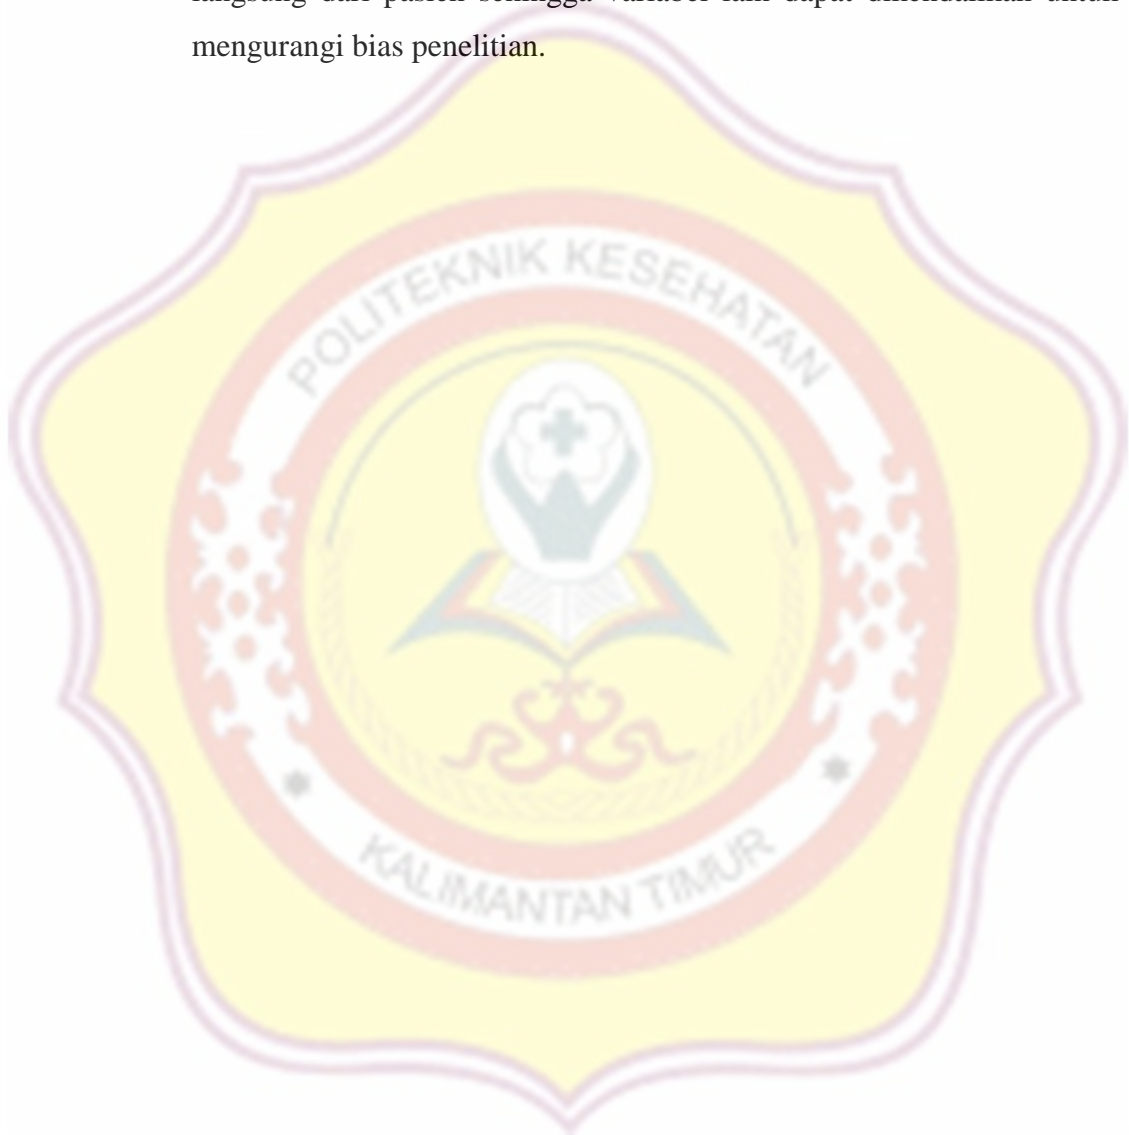 langsung dari pasien sehingga variabel lain dapat dikendalikan untuk
mengurangi bias penelitian.
POLITEKNIK KESEHATAN
KALIMANTAN TIMUR